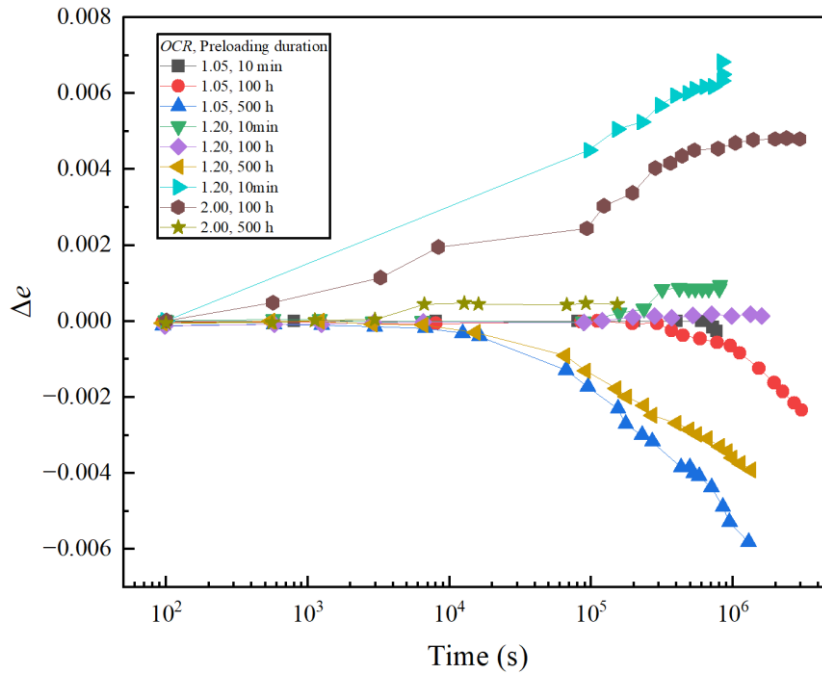 0.008
0.006
0.004
0.002
0.000
−0.002
−0.004
−0.006
Δe
OCR, Preloading duration
1.05, 10 min
1.05, 100 h
1.05, 500 h
1.20, 10min
1.20, 100 h
1.20, 500 h
1.20, 10min
2.00, 100 h
2.00, 500 h
10² 10³ 10⁴ 10⁵ 10⁶
Time (s)